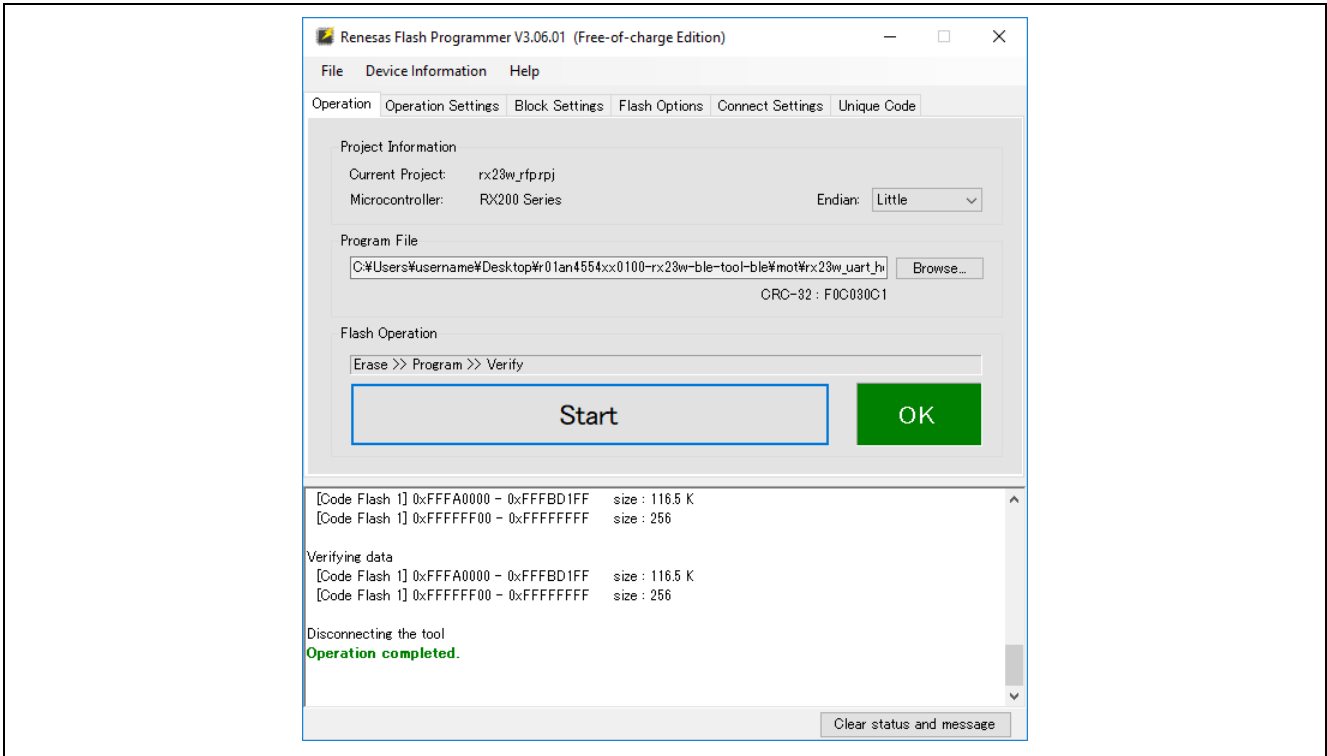 Renesas Flash Programmer V3.06.01 (Free-of-charge Edition)
File Device Information Help
Operation Operation Settings Block Settings Flash Options Connect Settings Unique Code
Project Information
Current Project: rx23w_rfp.rpj
Microcontroller: RX200 Series Endian: Little
Program File
C:¥Users¥username¥Desktop¥r01an4554xx0100-rx23w-ble-tool-ble¥mot¥rx23w_uart_h Browse...
CRC-32 : F0C030C1
Flash Operation
Erase >> Program >> Verify
Start OK
[Code Flash 1] 0xFFFA0000 - 0xFFFBD1FF size : 116.5 K
[Code Flash 1] 0xFFFFFF00 - 0xFFFFFFFF size : 256
Verifying data
[Code Flash 1] 0xFFFA0000 - 0xFFFBD1FF size : 116.5 K
[Code Flash 1] 0xFFFFFF00 - 0xFFFFFFFF size : 256
Disconnecting the tool
Operation completed.
Clear status and message